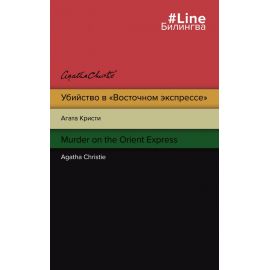 #Line
Билингва
Agatha Christie
Убийство в «Восточном экспрессе»
Агата Кристи
Murder on the Orient Express
Agatha Christie